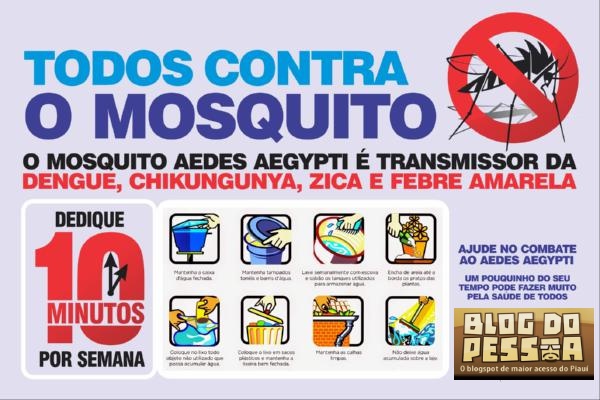 TODOS CONTRA
O MOSQUITO
O MOSQUITO AEDES AEGYPTI É TRANSMISSOR DA
DENGUE, CHIKUNGUNYA, ZICA E FEBRE AMARELA
DEDIQUE
10
MINUTOS
POR SEMANA
Mantenha a caixa
d'água fechada.
Mantenha tampados
tonéis e barris d'água.
Lave semanalmente com escova
e sabão os tanques utilizados
para armazenar água.
Encha de areia até a
borda os pratos das
plantas.
Coloque no lixo todo
objeto não utilizado que
possa acumular água.
Coloque o lixo em sacos
plásticos e mantenha a
lixeira bem fechada.
Mantenha as calhas
limpas.
Não deixe água
acumulada sobre a laje.
AJUDE NO COMBATE
AO AEDES AEGYPTI
UM POUQUINHO DO SEU
TEMPO PODE FAZER MUITO
PELA SAUDE DE TODOS
BLOG DO
PESSOA
O blogspot de maior acesso do Piauí